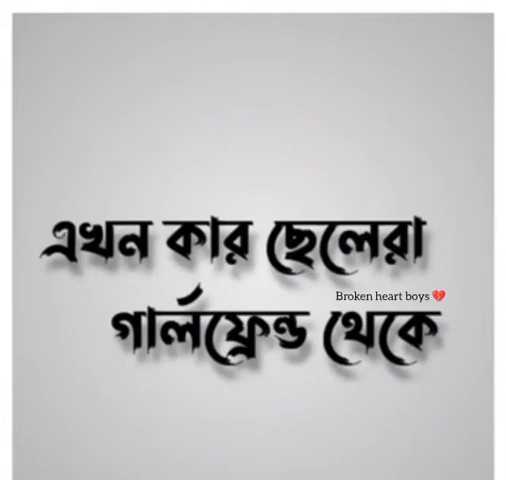 এখন কার ছেলেরা
Broken heart boys 💔
গার্লফ্রেন্ড থেকে